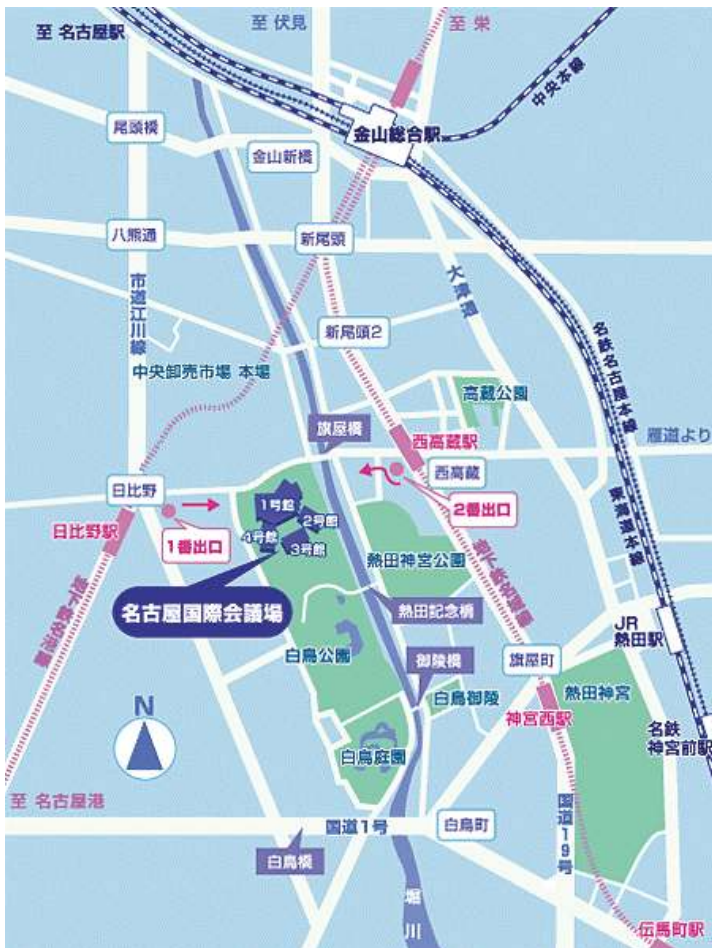 至 名古屋駅
至 伏見
至 栄
中央本線
尾頭橋
金山新橋
金山総合駅
八熊通
新尾頭
市道江川線
大津通
新尾頭2
中央卸売市場 本場
高蔵公園
名鉄名古屋本線
旗屋橋
西高蔵駅
雁道より
西高蔵
東海道本線
日比野
1号館
2号館
2番出口
日比野駅
1番出口
4号館
3号館
熱田神宮公園
地下鉄名城線
名古屋国際会議場
熱田記念橋
JR
熱田駅
白鳥公園
御陵橋
旗屋町
熱田神宮
N
白鳥御陵
神宮西駅
名鉄
神宮前駅
白鳥庭園
至 名古屋港
国道1号
白鳥町
国道19号
白鳥橋
堀川
伝馬町駅